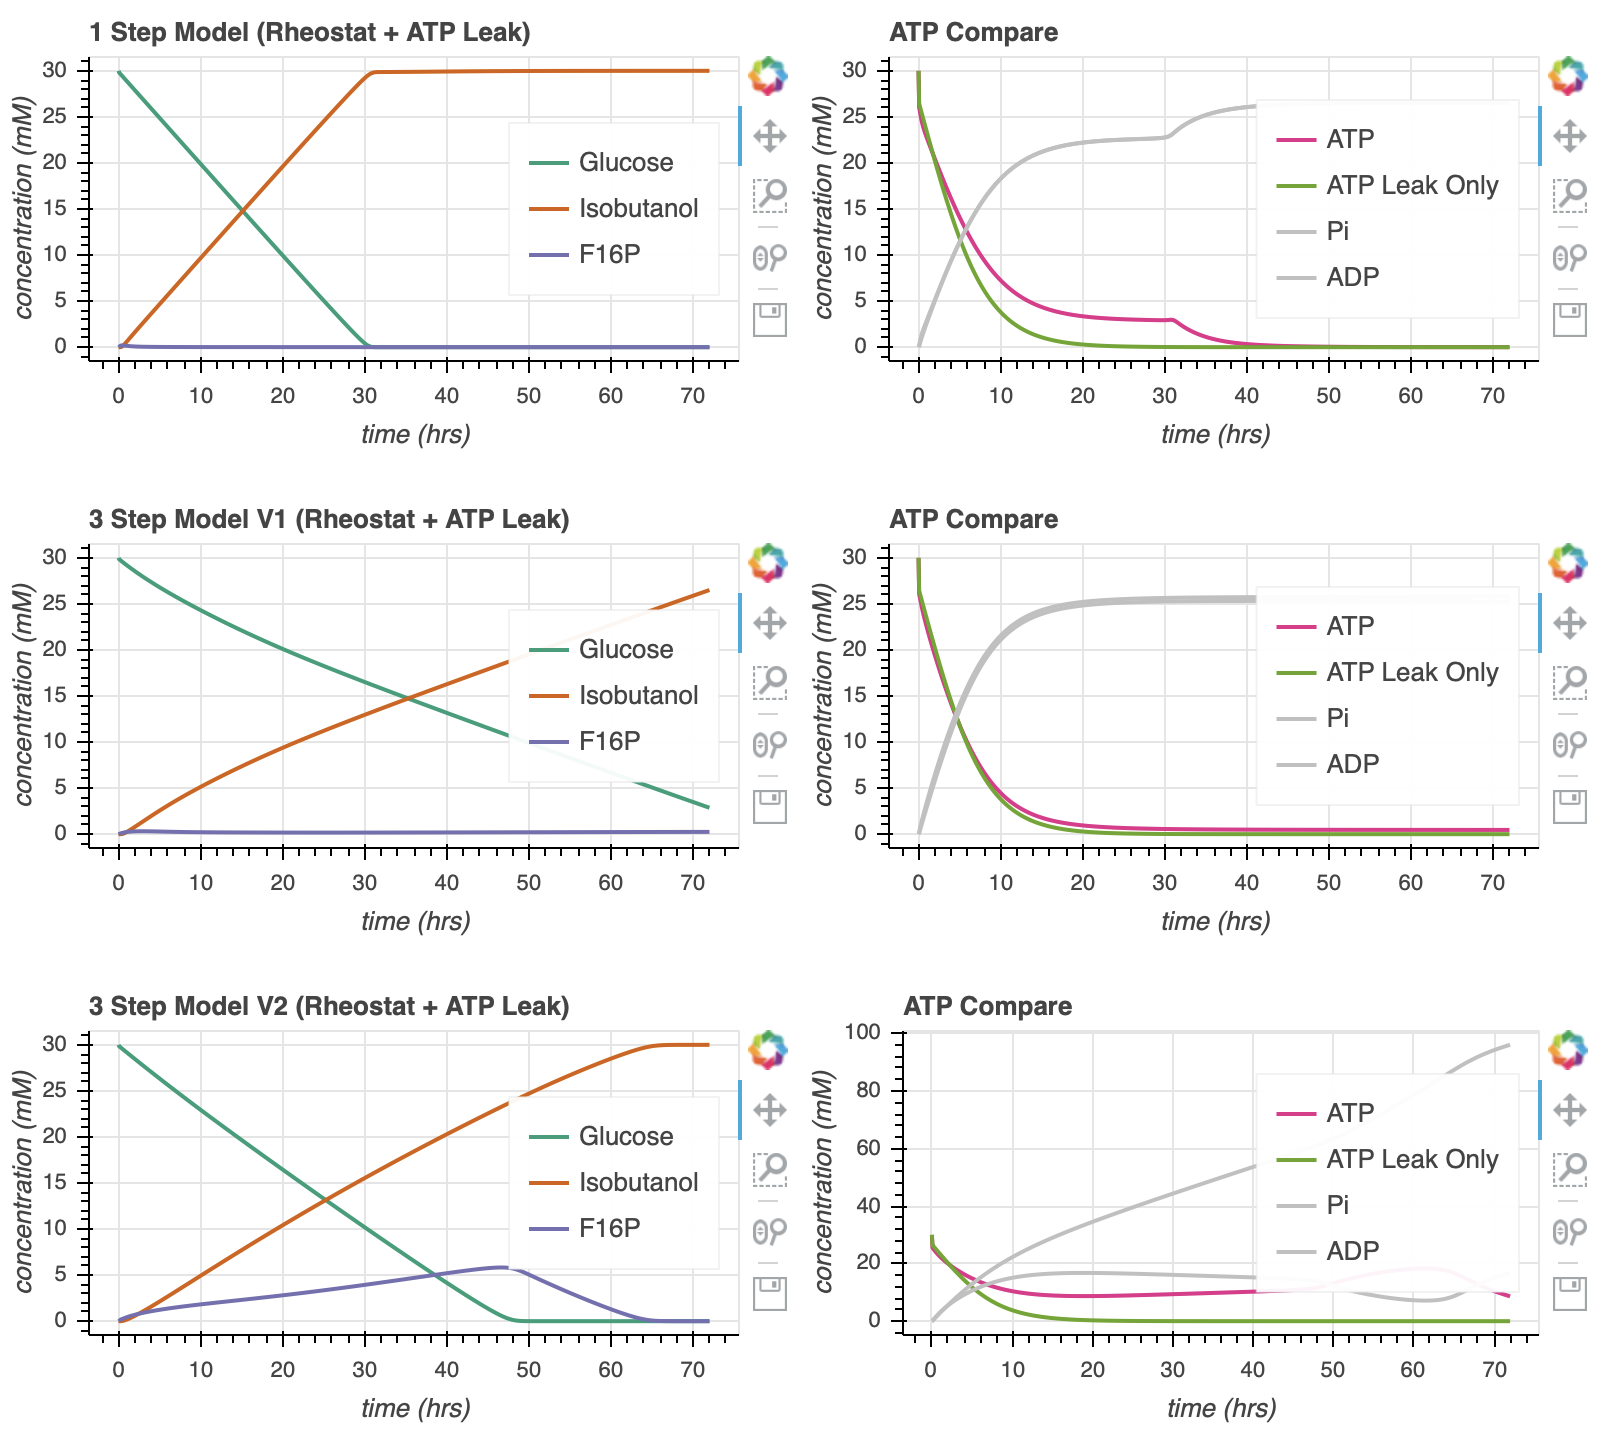 1 Step Model (Rheostat + ATP Leak)
concentration (mM)
30
25
20
15
10
5
0
Glucose
Isobutanol
F16P
0 10 20 30 40 50 60 70
time (hrs)
ATP Compare
concentration (mM)
30
25
20
15
10
5
0
ATP
ATP Leak Only
Pi
ADP
0 10 20 30 40 50 60 70
time (hrs)
3 Step Model V1 (Rheostat + ATP Leak)
concentration (mM)
30
25
20
15
10
5
0
Glucose
Isobutanol
F16P
0 10 20 30 40 50 60 70
time (hrs)
ATP Compare
concentration (mM)
30
25
20
15
10
5
0
ATP
ATP Leak Only
Pi
ADP
0 10 20 30 40 50 60 70
time (hrs)
3 Step Model V2 (Rheostat + ATP Leak)
concentration (mM)
30
25
20
15
10
5
0
Glucose
Isobutanol
F16P
0 10 20 30 40 50 60 70
time (hrs)
ATP Compare
concentration (mM)
100
80
60
40
20
0
ATP
ATP Leak Only
Pi
ADP
0 10 20 30 40 50 60 70
time (hrs)